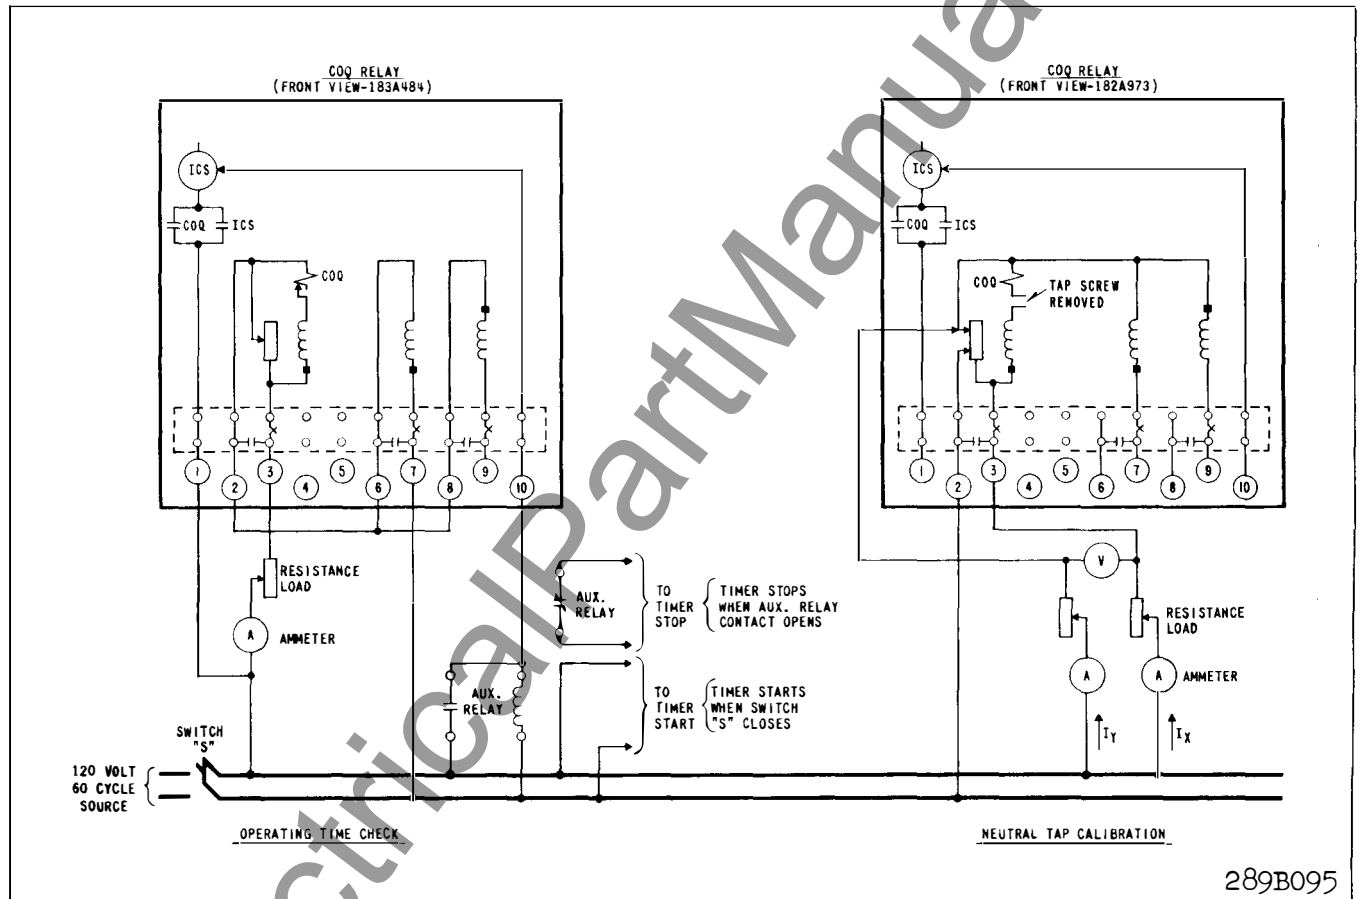 COQ RELAY
(FRONT VIEW-183A484)
ICS
COQ
ICS
COQ
1
2
3
4
5
6
7
8
9
10
RESISTANCE
LOAD
A
AMMETER
AUX.
RELAY
TO
TIMER
STOP
TIMER STOPS
WHEN AUX. RELAY
CONTACT OPENS
AUX.
RELAY
TO
TIMER
START
TIMER STARTS
WHEN SWITCH
"S" CLOSES
SWITCH
"S"
120 VOLT
60 CYCLE
SOURCE
OPERATING TIME CHECK
COQ RELAY
(FRONT VIEW-182A973)
ICS
COQ
ICS
COQ
TAP SCREW
REMOVED
1
2
3
4
5
6
7
8
9
10
V
RESISTANCE
LOAD
A
A
AMMETER
IY
IX
NEUTRAL TAP CALIBRATION
289B095
ctricalPartManua